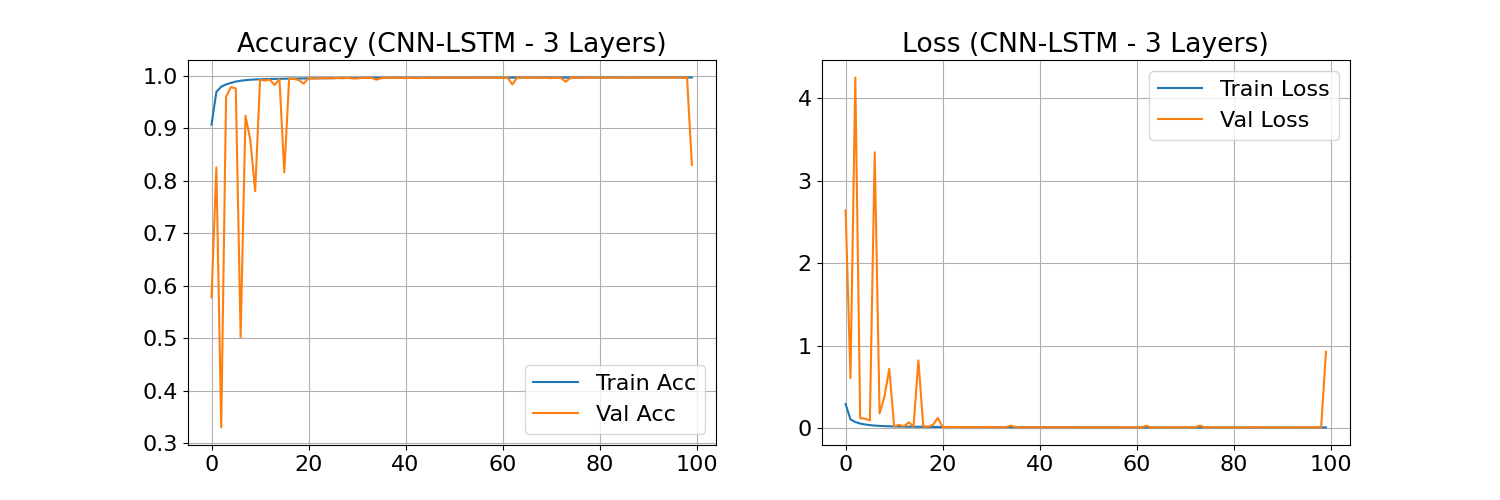 Accuracy (CNN-LSTM - 3 Layers)
1.0
0.9
0.8
0.7
0.6
0.5
0.4
0.3
0 20 40 60 80 100
Train Acc
Val Acc
Loss (CNN-LSTM - 3 Layers)
4
3
2
1
0
0 20 40 60 80 100
Train Loss
Val Loss